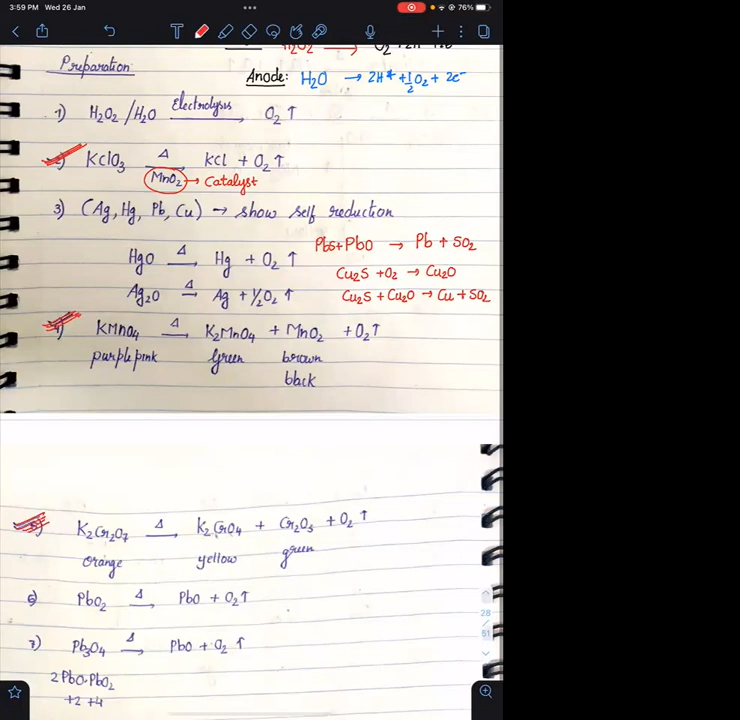 3:59 PM Wed 26 Jan
76%
H2O2 → O2
Preparation
Anode: H2O → 2H+ + 1/2 O2 + 2e-
1) H2O2 / H2O Electrolysis → O2 ↑
2) KClO3 Δ → KCl + O2 ↑
MnO2 → Catalyst
3) (Ag, Hg, Pb, Cu) → show self reduction
PbS + PbO → Pb + SO2
HgO Δ → Hg + O2 ↑
Cu2S + O2 → Cu2O
Ag2O Δ → Ag + 1/2 O2 ↑
Cu2S + Cu2O → Cu + SO2
4) KMnO4 Δ → K2MnO4 + MnO2 + O2 ↑
purple pink green brown
black
5) K2Cr2O7 Δ → K2CrO4 + Cr2O3 + O2 ↑
orange yellow green
6) PbO2 Δ → PbO + O2 ↑
28
/
51
7) Pb3O4 Δ → PbO + O2 ↑
2PbO·PbO2
+2 +4